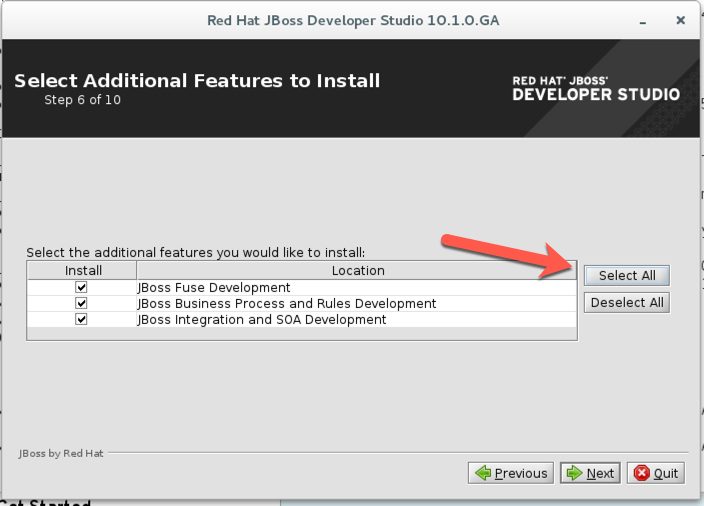 Red Hat JBoss Developer Studio 10.1.0.GA
Select Additional Features to Install
Step 6 of 10
RED HAT® JBOSS®
DEVELOPER STUDIO
Select the additional features you would like to install:
Install Location
JBoss Fuse Development
JBoss Business Process and Rules Development
JBoss Integration and SOA Development
Select All
Deselect All
JBoss by Red Hat
Previous Next Quit
Get Started